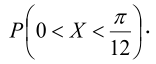 P(0 < X < π/12).